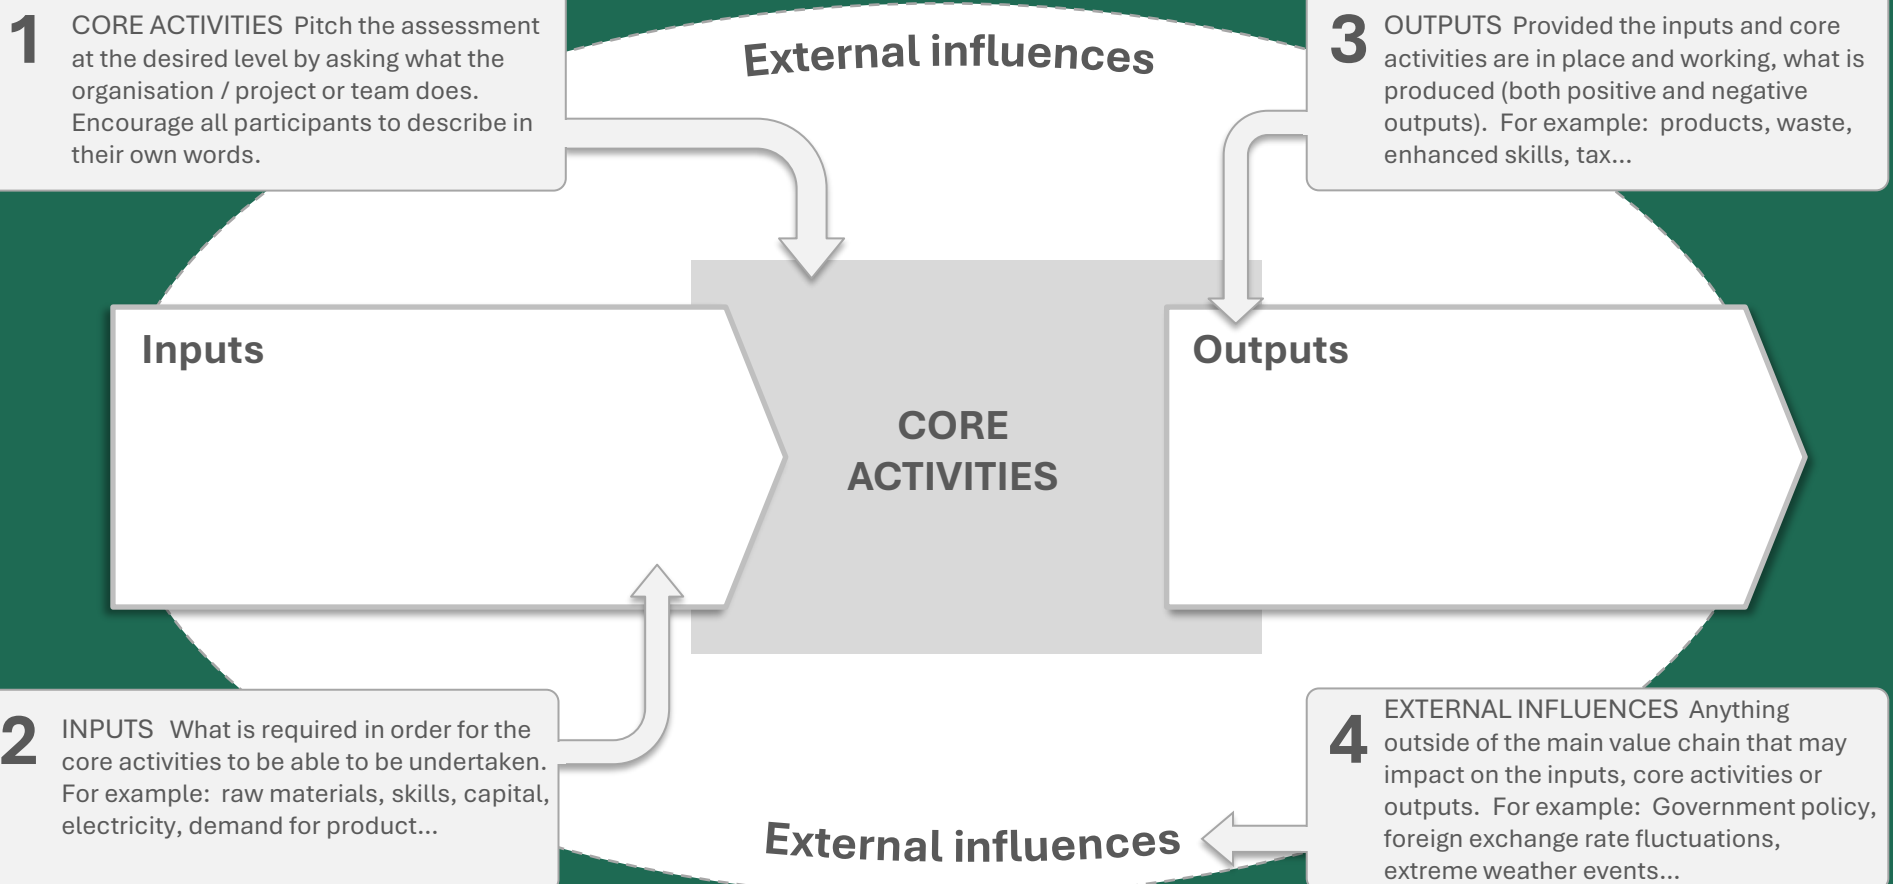 1
CORE ACTIVITIES Pitch the assessment
at the desired level by asking what the
organisation / project or team does.
Encourage all participants to describe in
their own words.
External influences
3
OUTPUTS Provided the inputs and core
activities are in place and working, what is
produced (both positive and negative
outputs). For example: products, waste,
enhanced skills, tax...
Inputs
CORE
ACTIVITIES
Outputs
2
INPUTS What is required in order for the
core activities to be able to be undertaken.
For example: raw materials, skills, capital,
electricity, demand for product...
External influences
4
EXTERNAL INFLUENCES Anything
outside of the main value chain that may
impact on the inputs, core activities or
outputs. For example: Government policy,
foreign exchange rate fluctuations,
extreme weather events...